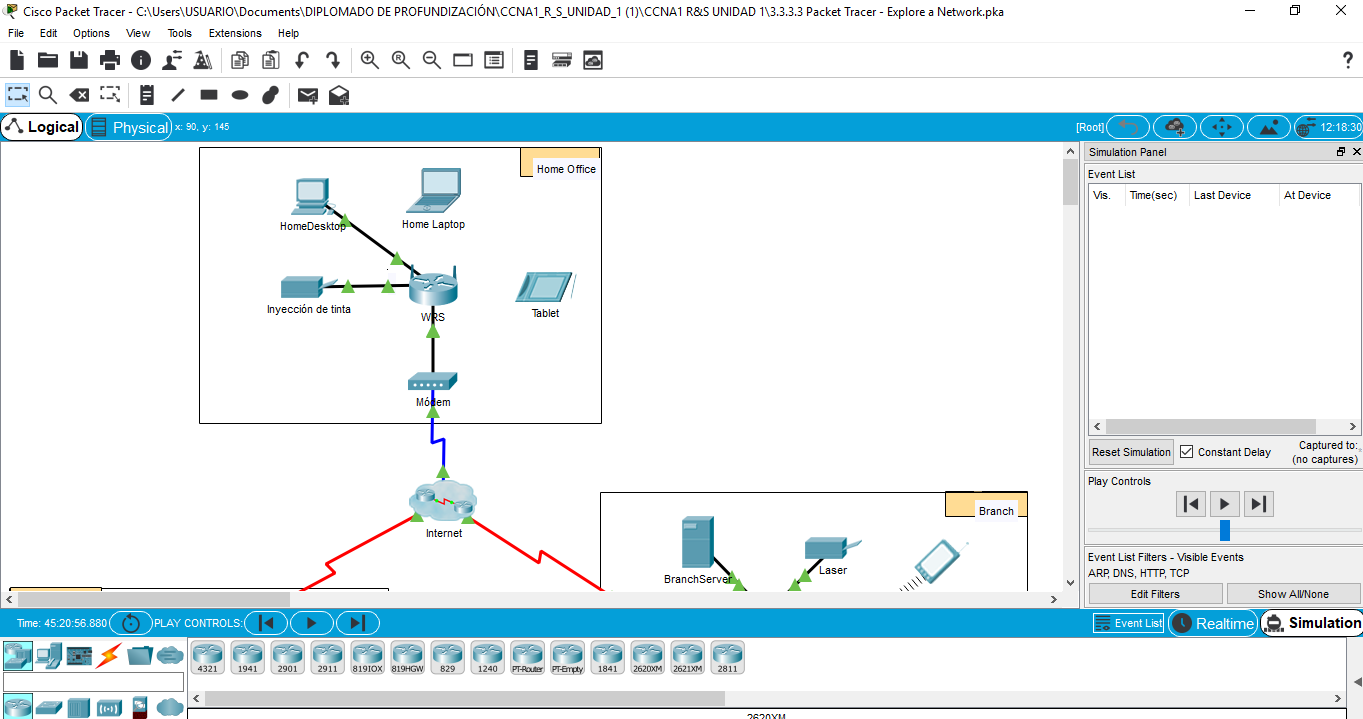 Cisco Packet Tracer - C:\Users\USUARIO\Documents\DIPLOMADO DE PROFUNDIZACIÓN\CCNA1_R_S_UNIDAD_1 (1)\CCNA1 R&S UNIDAD 1\3.3.3.3 Packet Tracer - Explore a Network.pka
File Edit Options View Tools Extensions Help
Logical Physical x: 90, y: 145 [Root] 12:18:30
Simulation Panel
Event List
Vis. Time(sec) Last Device At Device
Home Office
HomeDesktop
Home Laptop
Inyección de tinta
WRS
Tablet
Módem
Internet
Branch
BranchServer
Laser
Reset Simulation Constant Delay Captured to:
(no captures)
Play Controls
Event List Filters - Visible Events
ARP, DNS, HTTP, TCP
Edit Filters Show All/None
Time: 45:20:56.880 PLAY CONTROLS: Event List Realtime Simulation
4321 1941 2901 2911 819IOX 819HGW 829 1240 PT-Router PT-Empty 1841 2620XM 2621XM 2811
2620XM